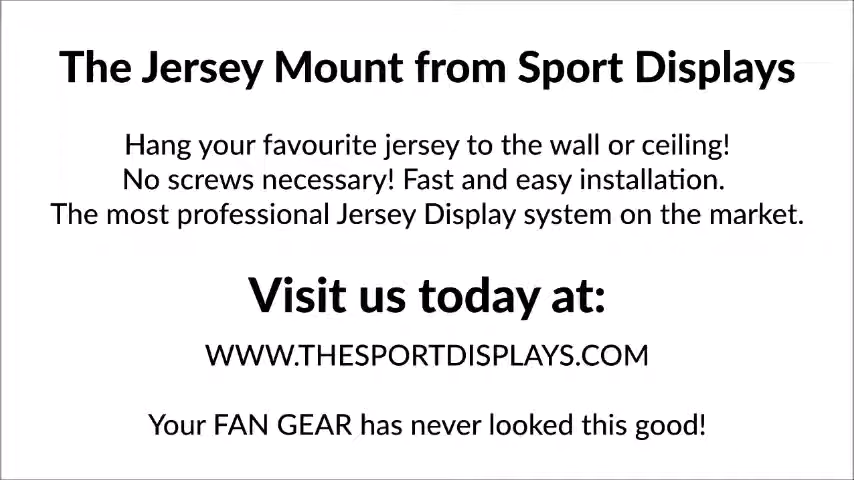 The Jersey Mount from Sport Displays
Hang your favourite jersey to the wall or ceiling!
No screws necessary! Fast and easy installation.
The most professional Jersey Display system on the market.
Visit us today at:
WWW.THESPORTDISPLAYS.COM
Your FAN GEAR has never looked this good!